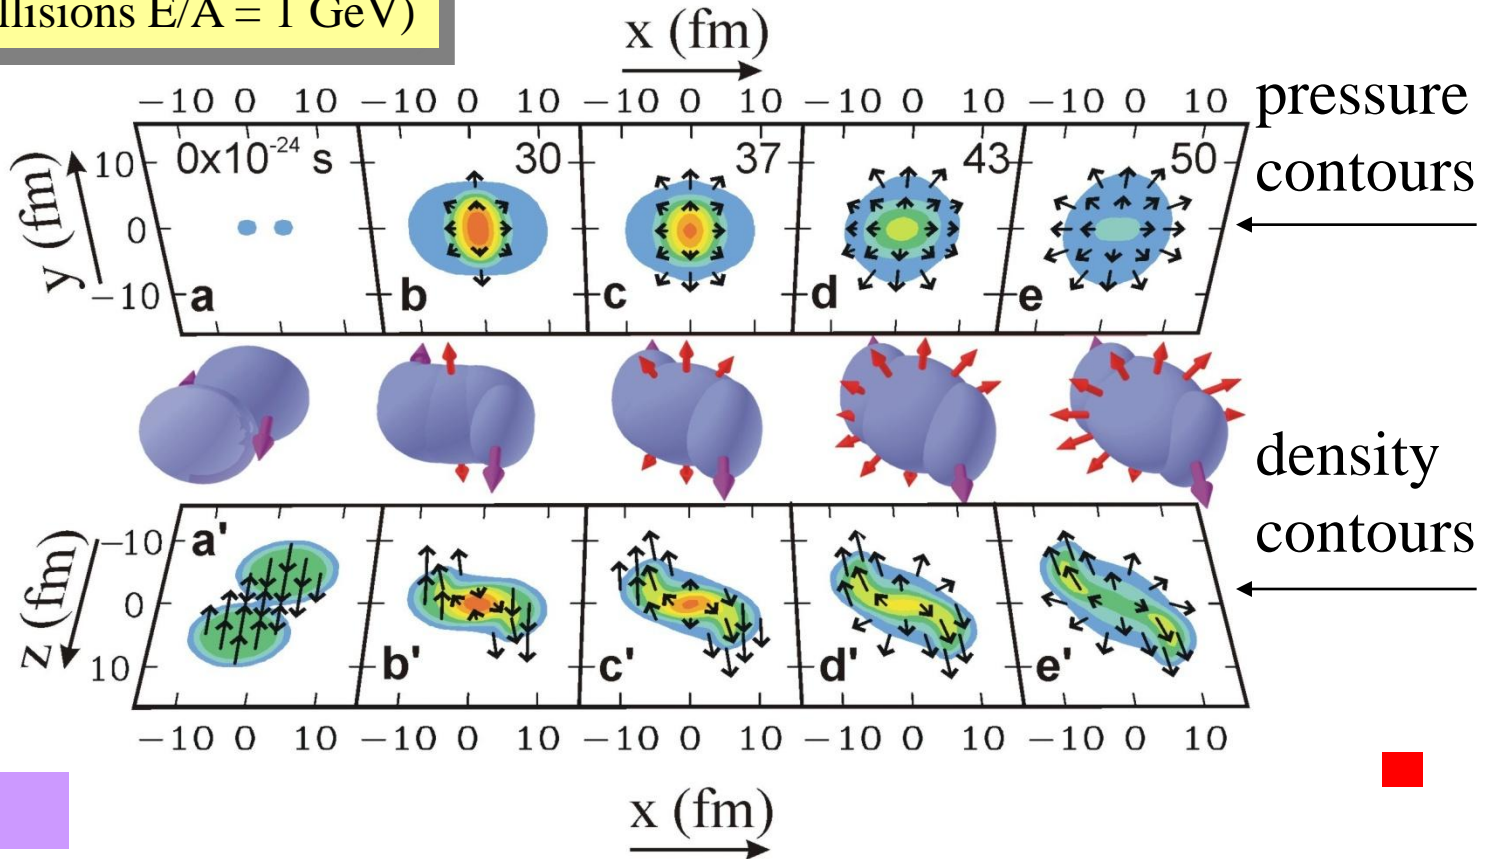 llisions E/A = 1 GeV)
x (fm)
−10 0 10 −10 0 10 −10 0 10 −10 0 10 −10 0 10
pressure
contours
y (fm)
10
0
−10
0x10-24 s
30
37
43
50
a
b
c
d
e
density
contours
z (fm)
−10
0
10
a'
b'
c'
d'
e'
−10 0 10 −10 0 10 −10 0 10 −10 0 10 −10 0 10
x (fm)